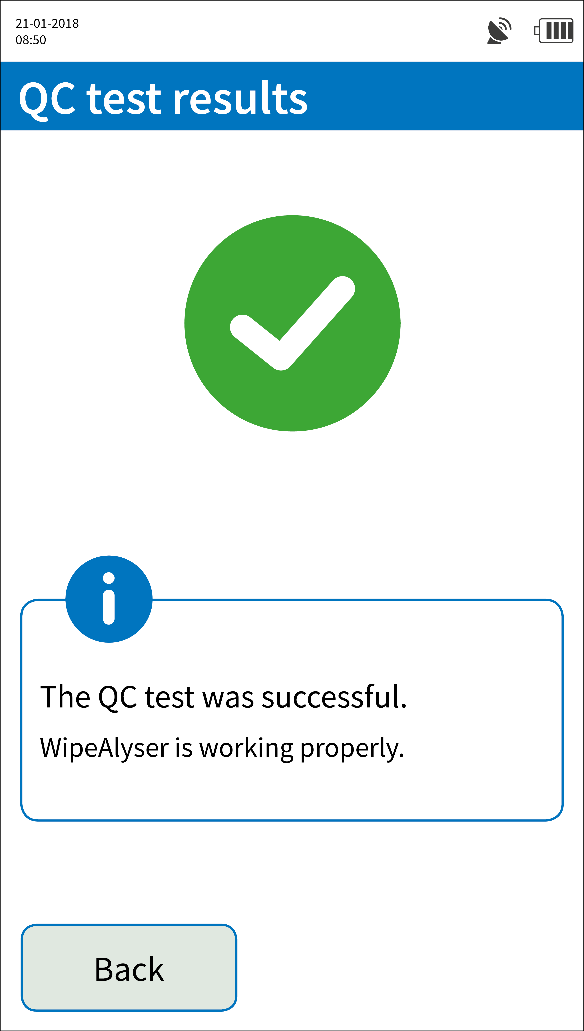 21-01-2018
08:50
QC test results
The QC test was successful.
WipeAlyser is working properly.
Back